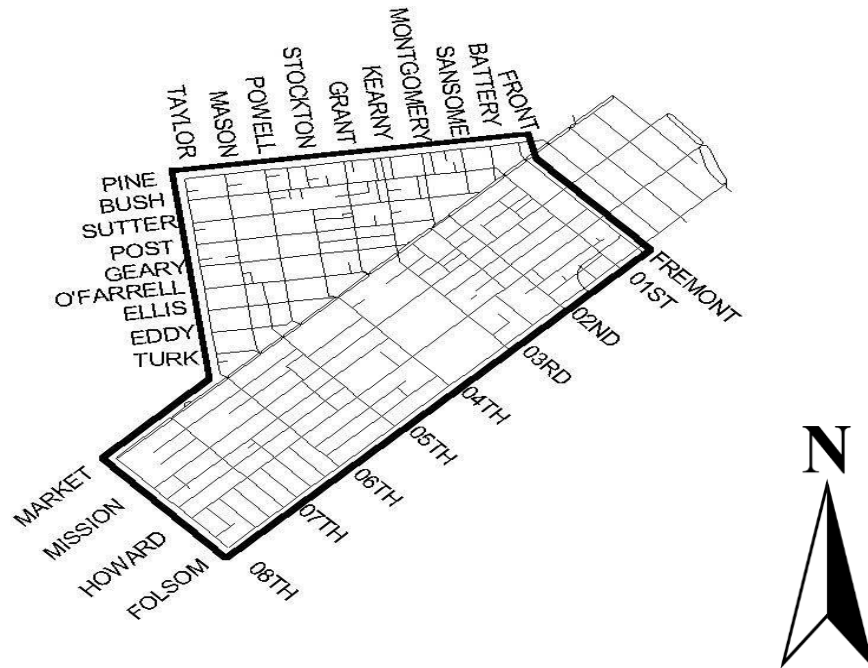 TAYLOR
MASON
POWELL
STOCKTON
GRANT
KEARNY
MONTGOMERY
SANSOME
BATTERY
FRONT
PINE
BUSH
SUTTER
POST
GEARY
O'FARRELL
ELLIS
EDDY
TURK
MARKET
MISSION
HOWARD
FOLSOM
08TH
07TH
06TH
05TH
04TH
03RD
02ND
01ST
FREMONT
N